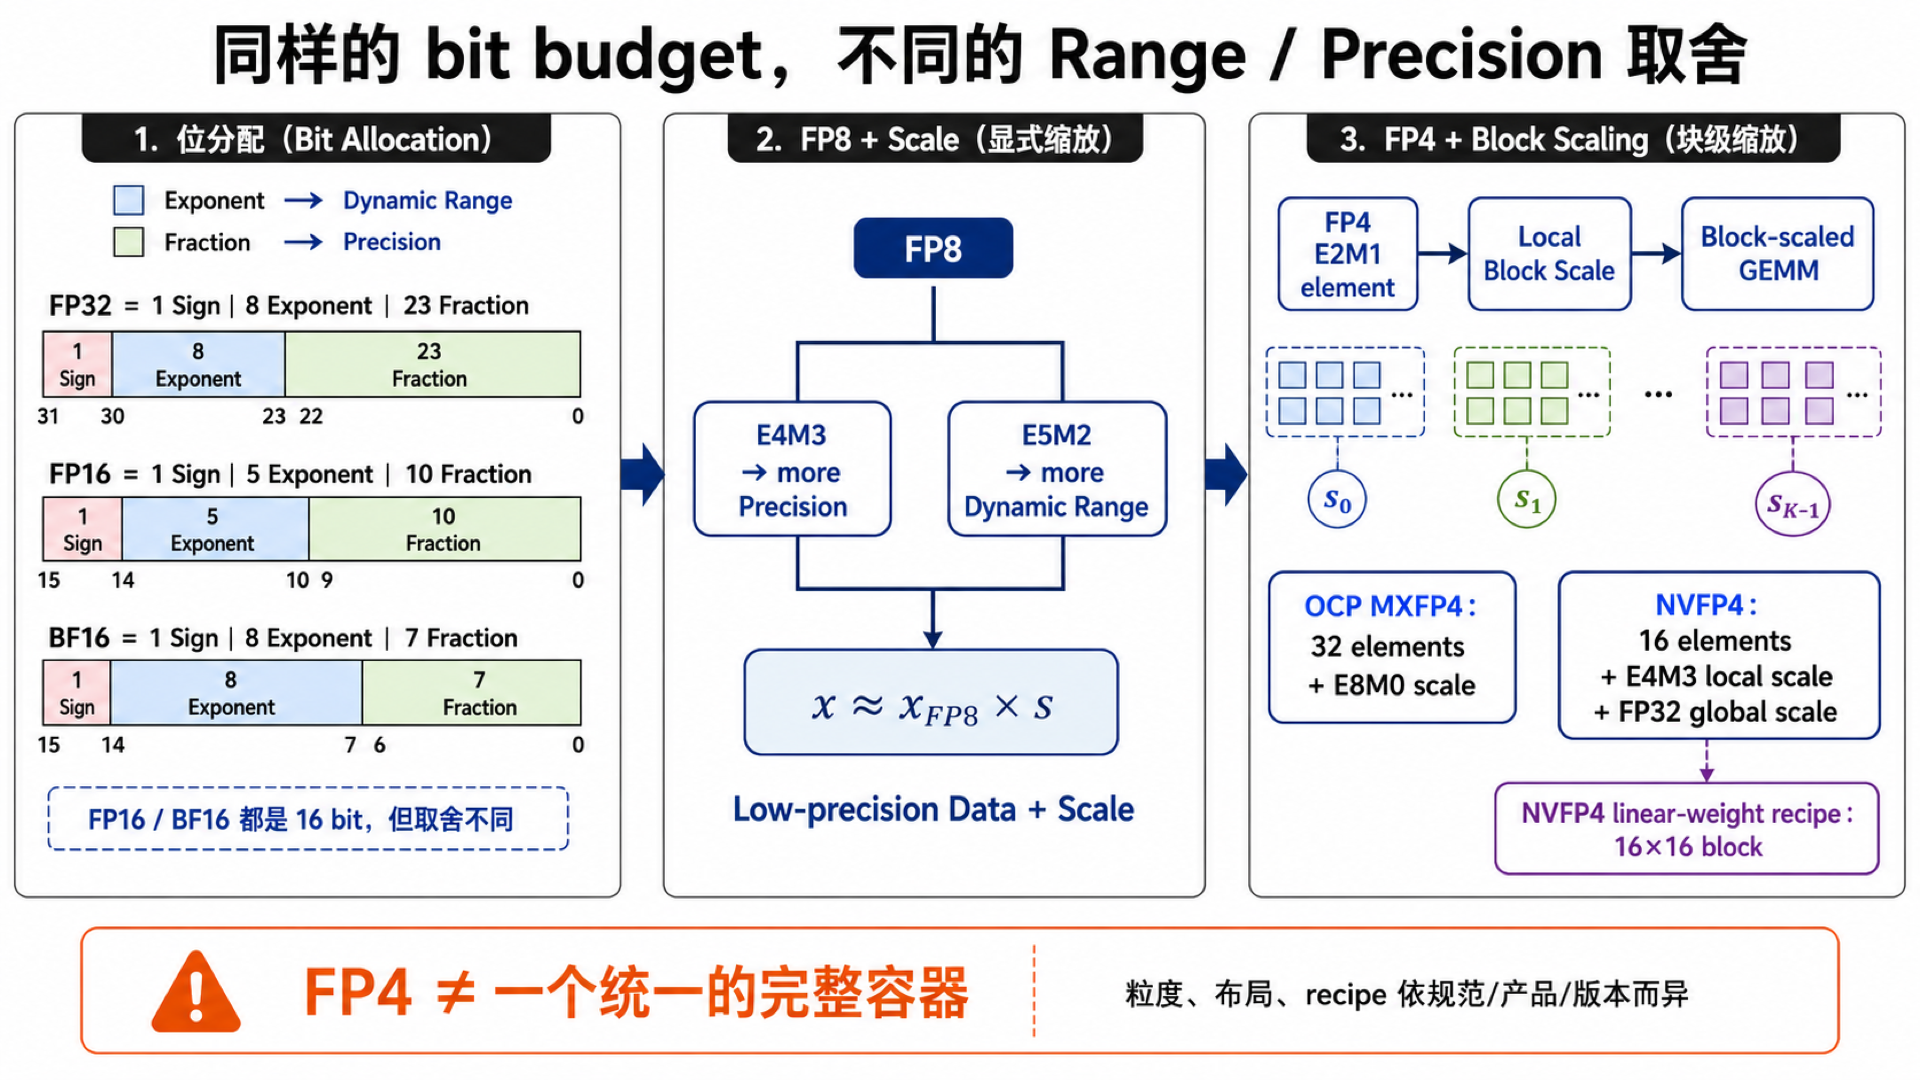 同样的 bit budget，不同的 Range / Precision 取舍
1. 位分配（Bit Allocation）
Exponent → Dynamic Range
Fraction → Precision
FP32 = 1 Sign | 8 Exponent | 23 Fraction
1 8 23
Sign Exponent Fraction
31 30 23 22 0
FP16 = 1 Sign | 5 Exponent | 10 Fraction
1 5 10
Sign Exponent Fraction
15 14 10 9 0
BF16 = 1 Sign | 8 Exponent | 7 Fraction
1 8 7
Sign Exponent Fraction
15 14 7 6 0
FP16 / BF16 都是 16 bit，但取舍不同
2. FP8 + Scale（显式缩放）
FP8
E4M3
→ more
Precision
E5M2
→ more
Dynamic Range
x ≈ x_{FP8} × s
Low-precision Data + Scale
3. FP4 + Block Scaling（块级缩放）
FP4
E2M1
element
Local
Block Scale
Block-scaled
GEMM
... ... ... ...
s_0 s_1 s_{K-1}
OCP MXFP4：
32 elements
+ E8M0 scale
NVFP4：
16 elements
+ E4M3 local scale
+ FP32 global scale
NVFP4 linear-weight recipe：
16×16 block
FP4 ≠ 一个统一的完整容器
粒度、布局、recipe 依规范/产品/版本而异